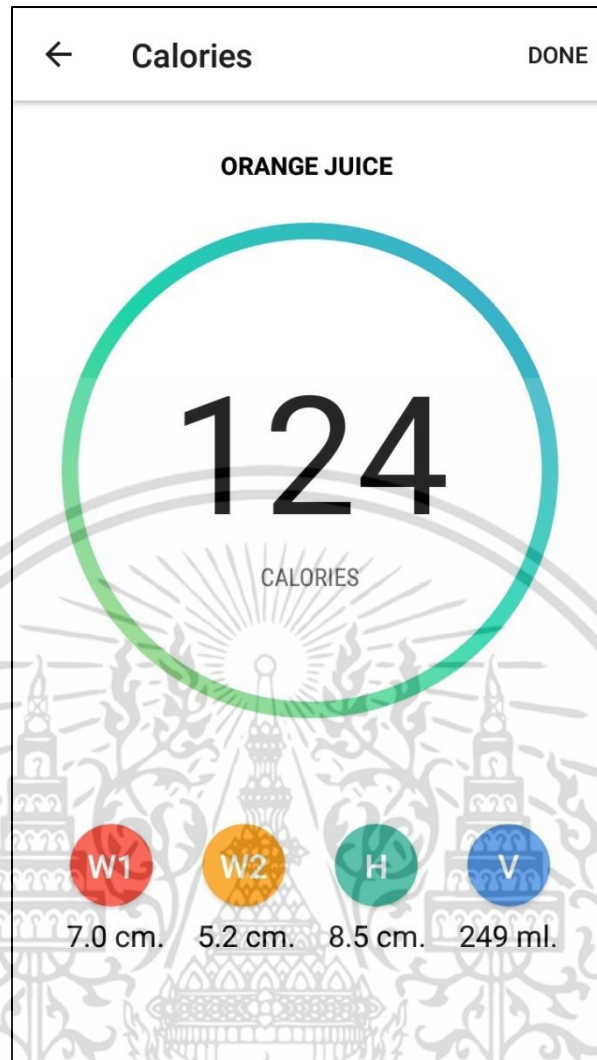 ← Calories DONE
ORANGE JUICE
124
CALORIES
W1 W2 H V
7.0 cm. 5.2 cm. 8.5 cm. 249 ml.